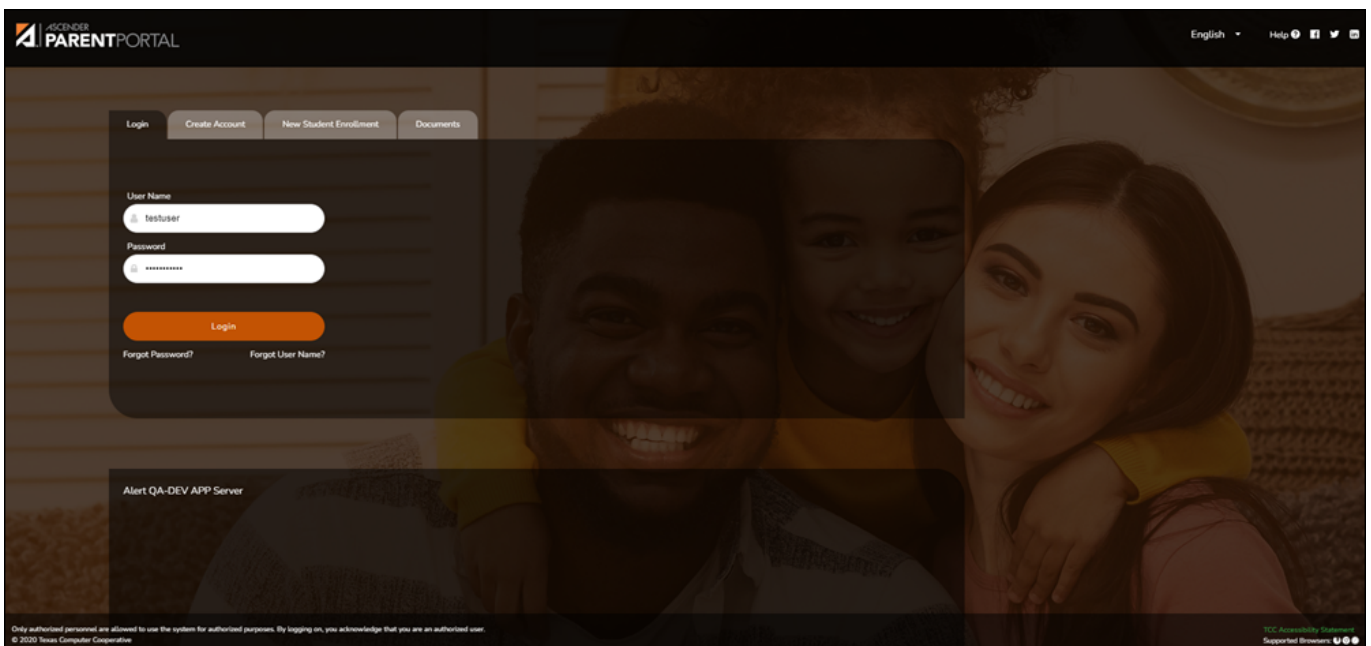 ASCENDER
PARENTPORTAL
English
Help
Login
Create Account
New Student Enrollment
Documents
User Name
testuser
Password
Login
Forgot Password?
Forgot User Name?
Alert QA-DEV APP Server
Only authorized personnel are allowed to use the system for authorized purposes. By logging on, you acknowledge that you are an authorized user.
© 2020 Texas Computer Cooperative
TCC Accessibility Statement
Supported Browsers: